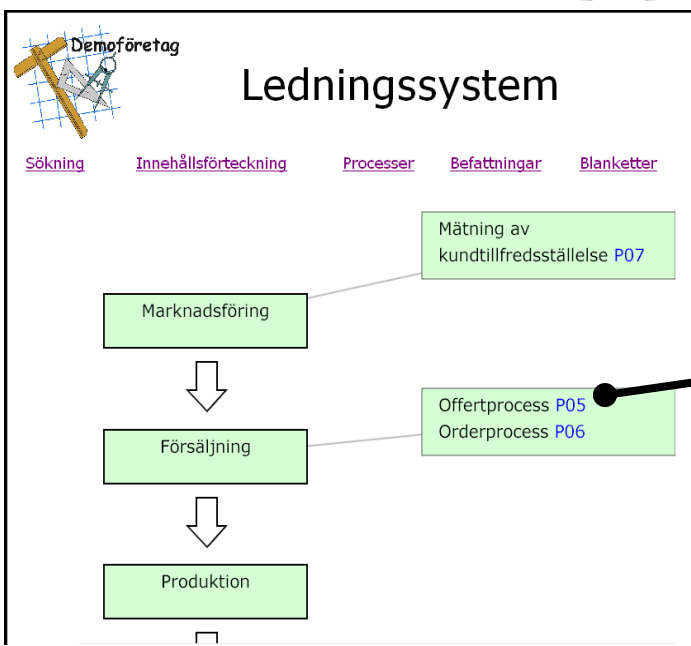 Demoföretag
Ledningssystem
Sökning Innehållsförteckning Processer Befattningar Blanketter
Mätning av
kundtillfredsställelse P07
Marknadsföring
Offertprocess P05
Orderprocess P06
Försäljning
Produktion